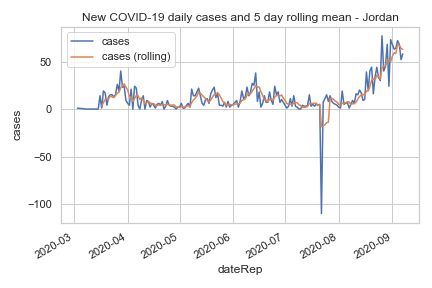 New COVID-19 daily cases and 5 day rolling mean - Jordan
cases
cases (rolling)
50
0
−50
−100
cases
2020-03
2020-04
2020-05
2020-06
2020-07
2020-08
2020-09
dateRep